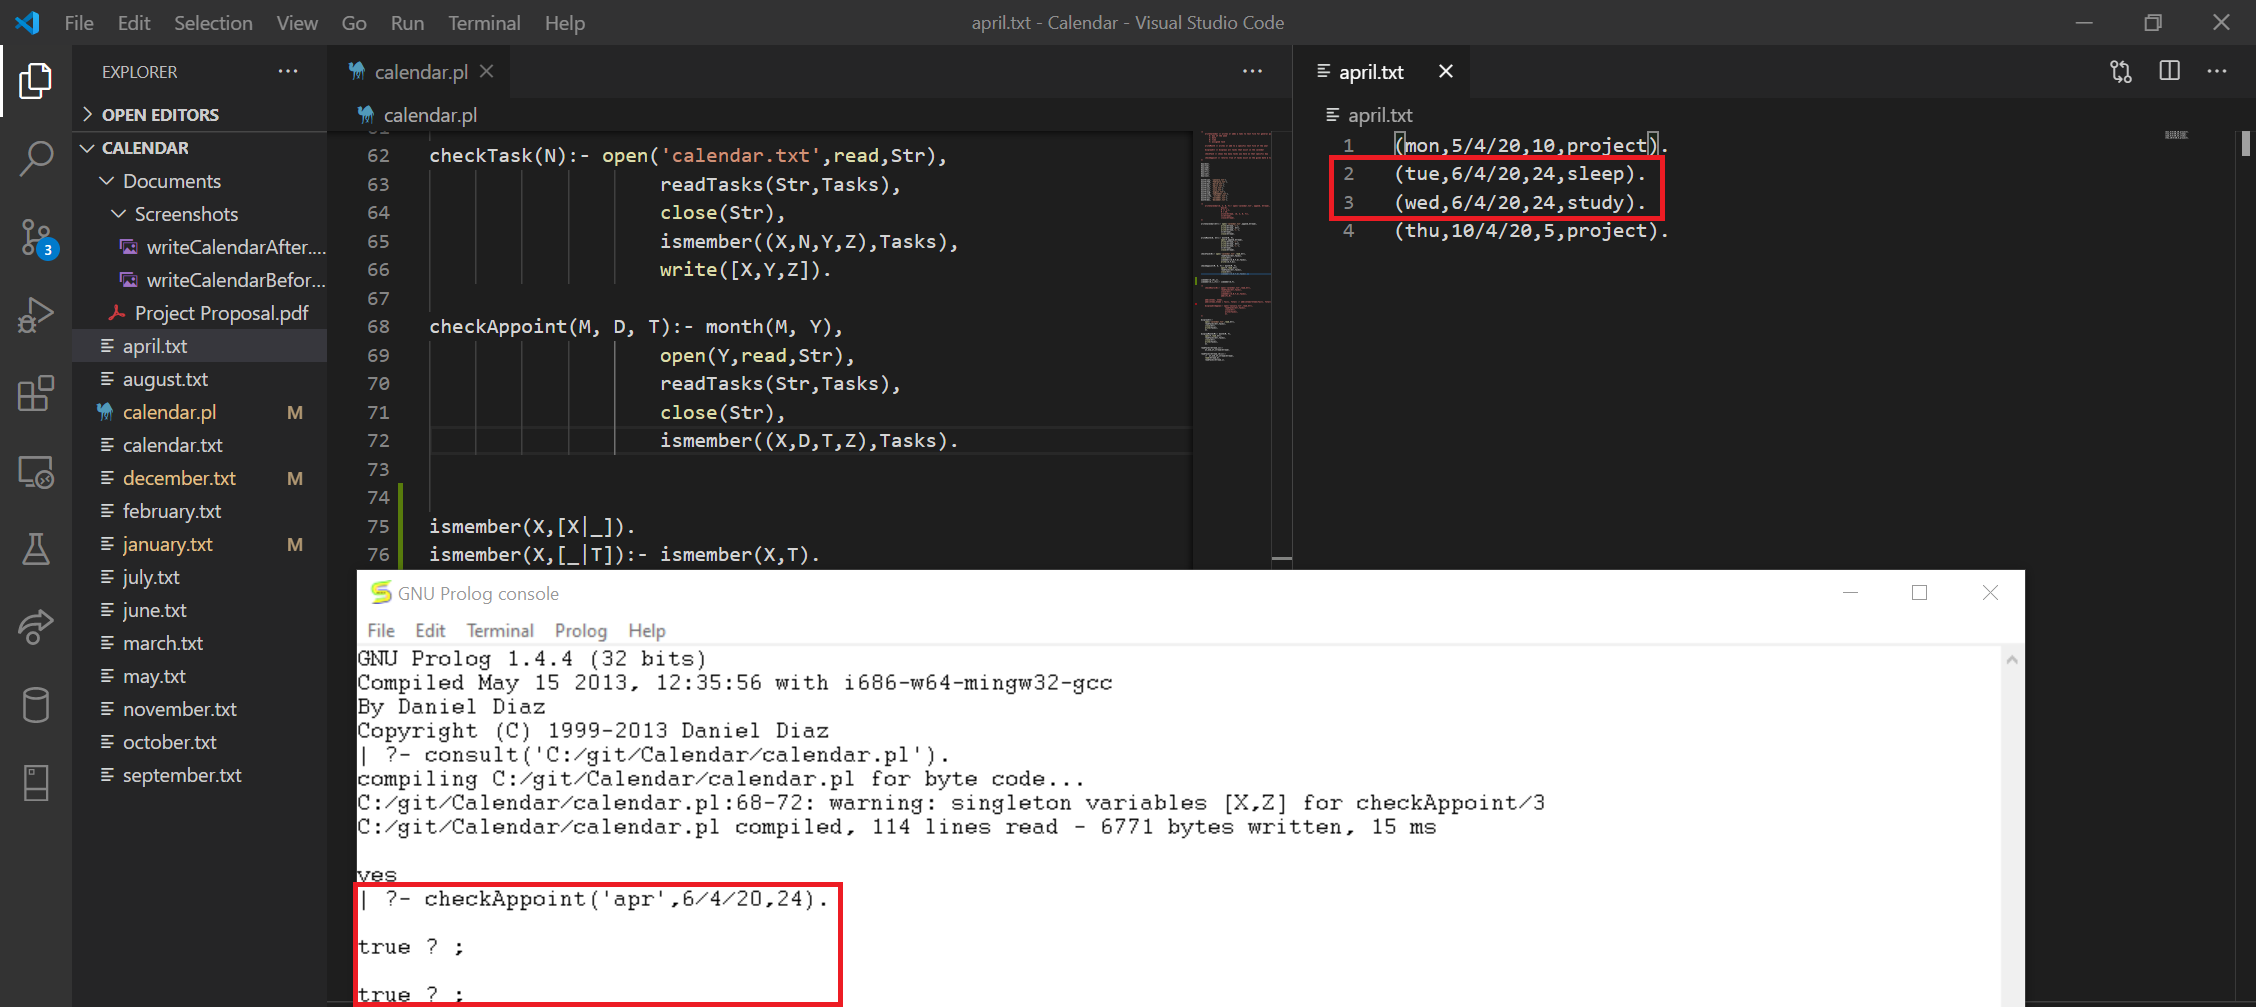 File Edit Selection View Go Run Terminal Help
april.txt - Calendar - Visual Studio Code
EXPLORER
OPEN EDITORS
CALENDAR
Documents
Screenshots
writeCalendarAfter....
writeCalendarBefor...
Project Proposal.pdf
april.txt
august.txt
calendar.pl M
calendar.txt
december.txt M
february.txt
january.txt M
july.txt
june.txt
march.txt
may.txt
november.txt
october.txt
september.txt
3
calendar.pl
calendar.pl
62 checkTask(N):- open('calendar.txt',read,Str),
63 readTasks(Str,Tasks),
64 close(Str),
65 ismember((X,N,Y,Z),Tasks),
66 write([X,Y,Z]).
67
68 checkAppoint(M, D, T):- month(M, Y),
69 open(Y,read,Str),
70 readTasks(Str,Tasks),
71 close(Str),
72 ismember((X,D,T,Z),Tasks).
73
74
75 ismember(X,[X|_]).
76 ismember(X,[_|T]):- ismember(X,T).
april.txt
april.txt
1 (mon,5/4/20,10,project).
2 (tue,6/4/20,24,sleep).
3 (wed,6/4/20,24,study).
4 (thu,10/4/20,5,project).
GNU Prolog console
File Edit Terminal Prolog Help
GNU Prolog 1.4.4 (32 bits)
Compiled May 15 2013, 12:35:56 with i686-w64-mingw32-gcc
By Daniel Diaz
Copyright (C) 1999-2013 Daniel Diaz
| ?- consult('C:/git/Calendar/calendar.pl').
compiling C:/git/Calendar/calendar.pl for byte code...
C:/git/Calendar/calendar.pl:68-72: warning: singleton variables [X,Z] for checkAppoint/3
C:/git/Calendar/calendar.pl compiled, 114 lines read - 6771 bytes written, 15 ms
yes
| ?- checkAppoint('apr',6/4/20,24).
true ? ;
true ? ;